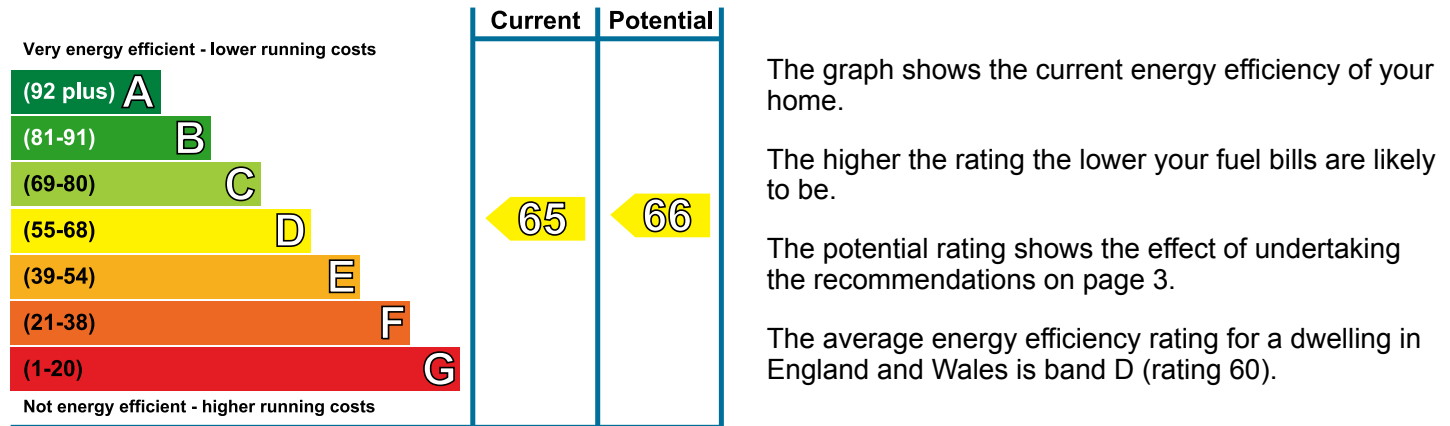 Current Potential
Very energy efficient - lower running costs
(92 plus) A
(81-91) B
(69-80) C
(55-68) D
(39-54) E
(21-38) F
(1-20) G
Not energy efficient - higher running costs
65 66
The graph shows the current energy efficiency of your
home.
The higher the rating the lower your fuel bills are likely
to be.
The potential rating shows the effect of undertaking
the recommendations on page 3.
The average energy efficiency rating for a dwelling in
England and Wales is band D (rating 60).